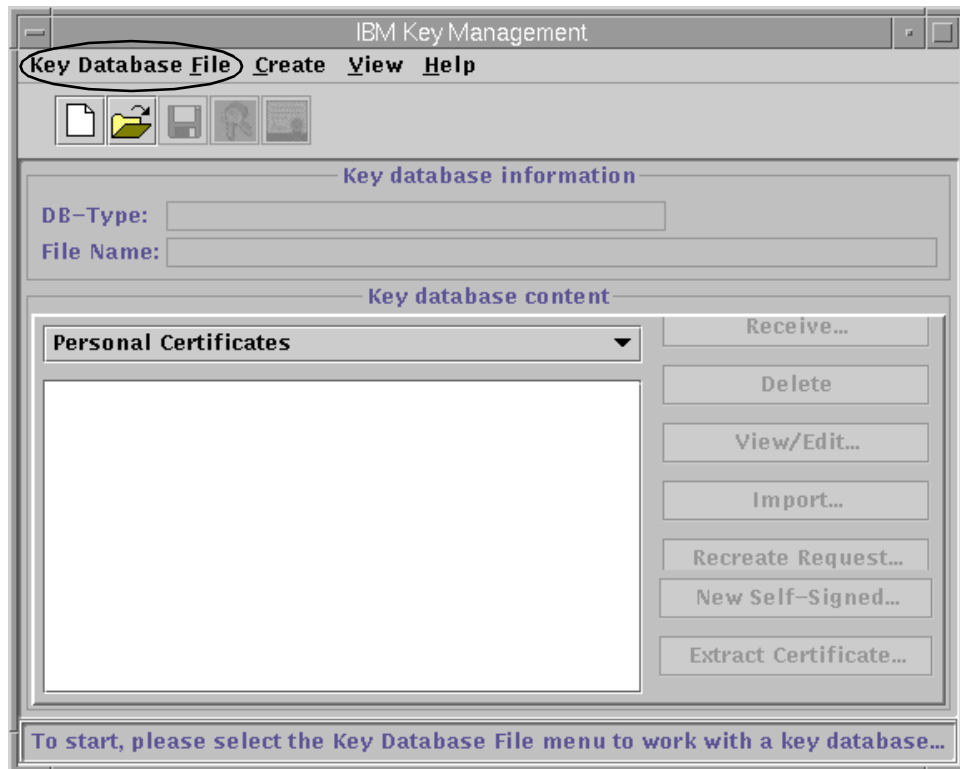 IBM Key Management
Key Database File Create View Help
Key database information
DB-Type:
File Name:
Key database content
Personal Certificates
Receive...
Delete
View/Edit...
Import...
Recreate Request...
New Self-Signed...
Extract Certificate...
To start, please select the Key Database File menu to work with a key database...